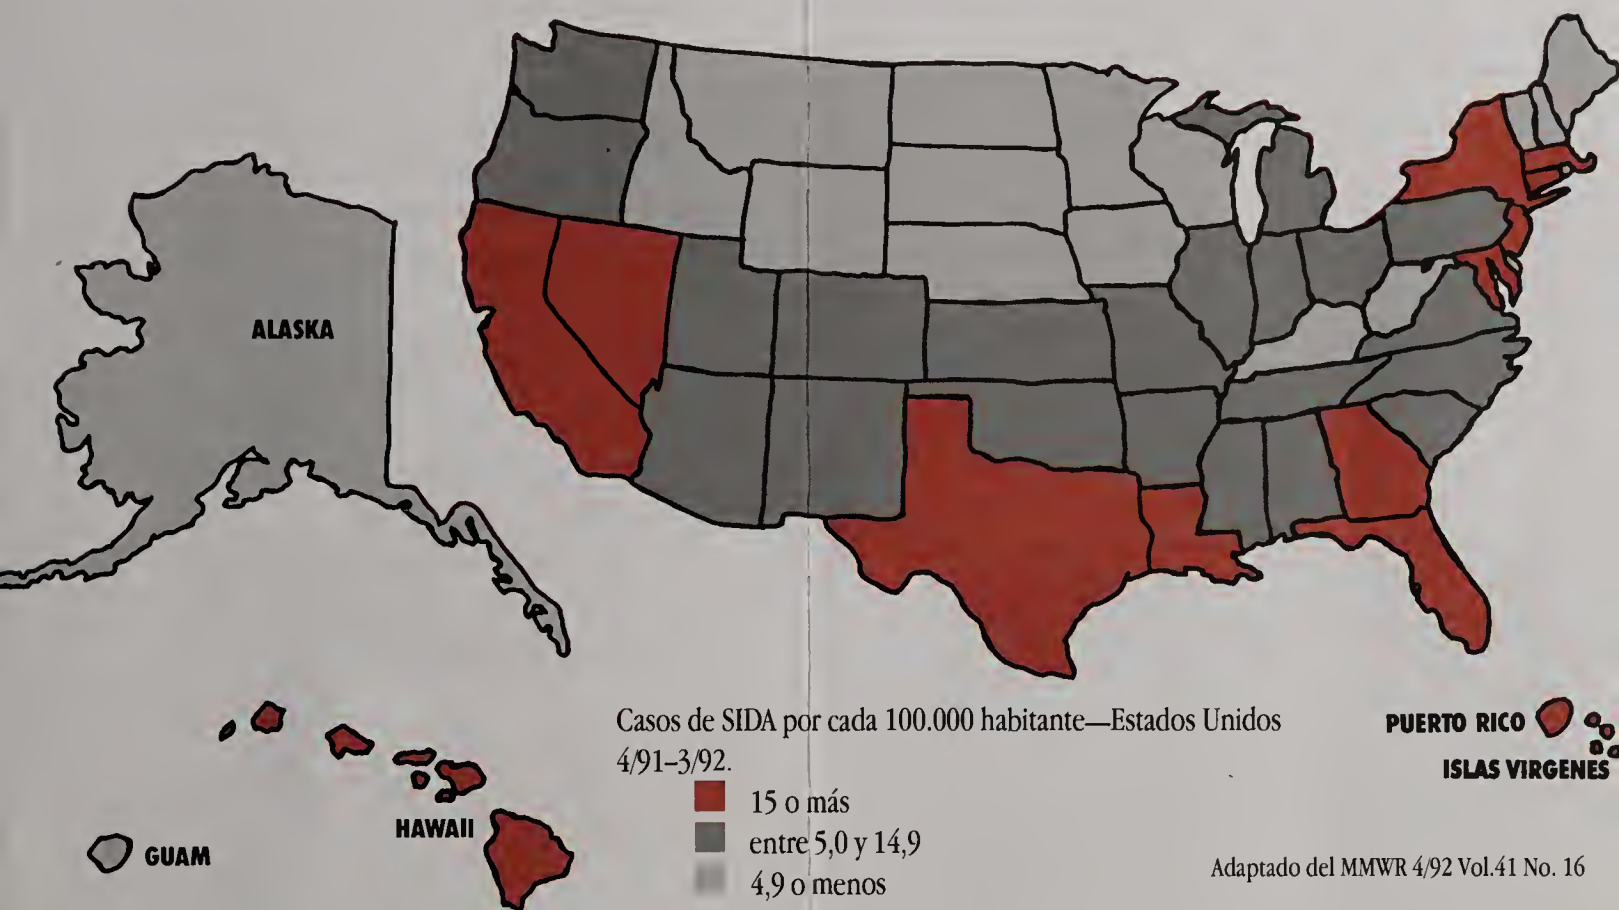 ALASKA
Casos de SIDA por cada 100.000 habitante—Estados Unidos
4/91–3/92.
15 o más
entre 5,0 y 14,9
4,9 o menos
HAWAII
GUAM
PUERTO RICO
ISLAS VIRGENES
Adaptado del MMWR 4/92 Vol.41 No. 16